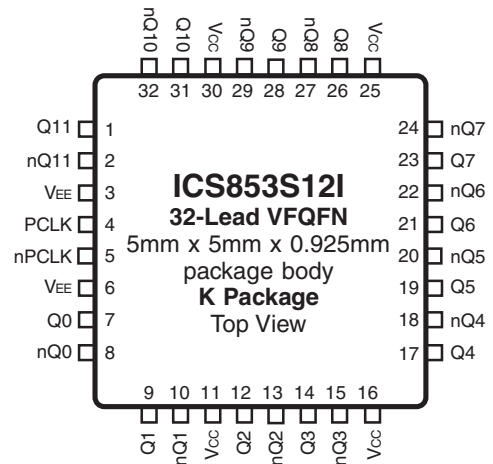 nQ10 Q10 Vcc nQ9 Q9 nQ8 Q8 Vcc
32 31 30 29 28 27 26 25
Q11 1 24 nQ7
nQ11 2 23 Q7
VEE 3 22 nQ6
PCLK 4 21 Q6
nPCLK 5 20 nQ5
VEE 6 19 Q5
Q0 7 18 nQ4
nQ0 8 17 Q4
ICS853S12I
32-Lead VFQFN
5mm x 5mm x 0.925mm
package body
K Package
Top View
9 10 11 12 13 14 15 16
Q1 nQ1 Vcc Q2 nQ2 Q3 nQ3 Vcc